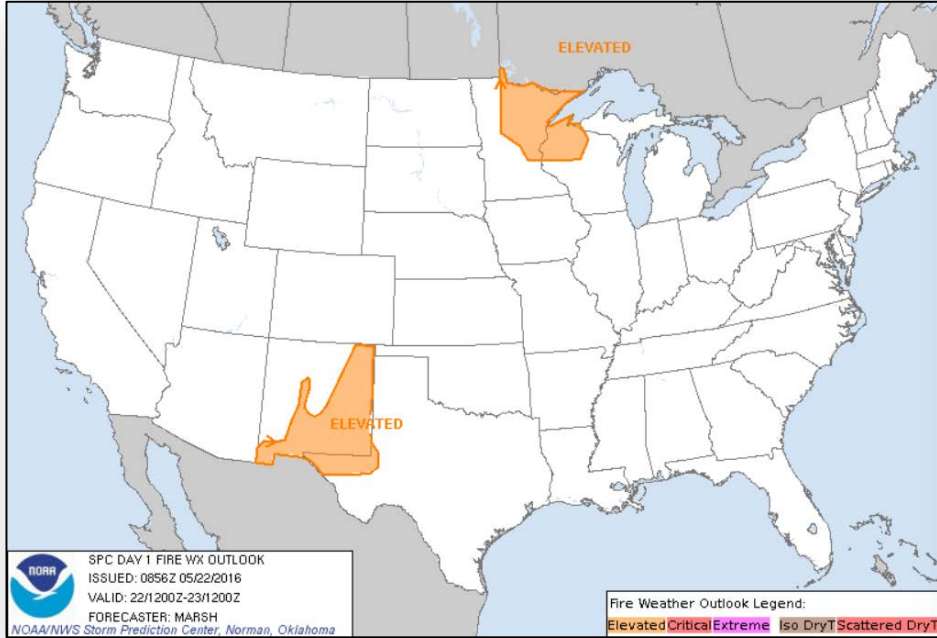 ELEVATED
ELEVATED
NOAA
SPC DAY 1 FIRE WX OUTLOOK
ISSUED: 0856Z 05/22/2016
VALID: 22/1200Z-23/1200Z
FORECASTER: MARSH
NOAA/NWS Storm Prediction Center, Norman, Oklahoma
Fire Weather Outlook Legend:
Elevated Critical Extreme Iso DryT Scattered DryT